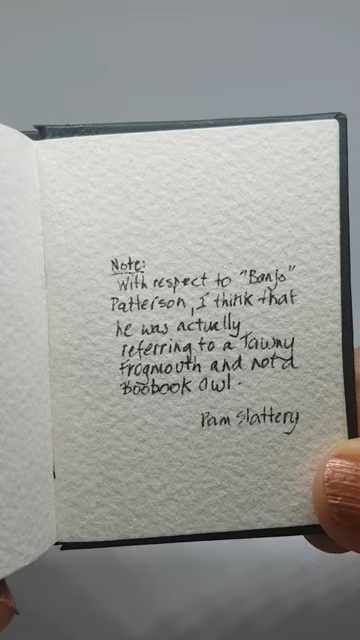 Note:
With respect to "Banjo"
Patterson, I think that
he was actually
referring to a Tawny
Frogmouth and not a
Boobook Owl.
Pam Slattery